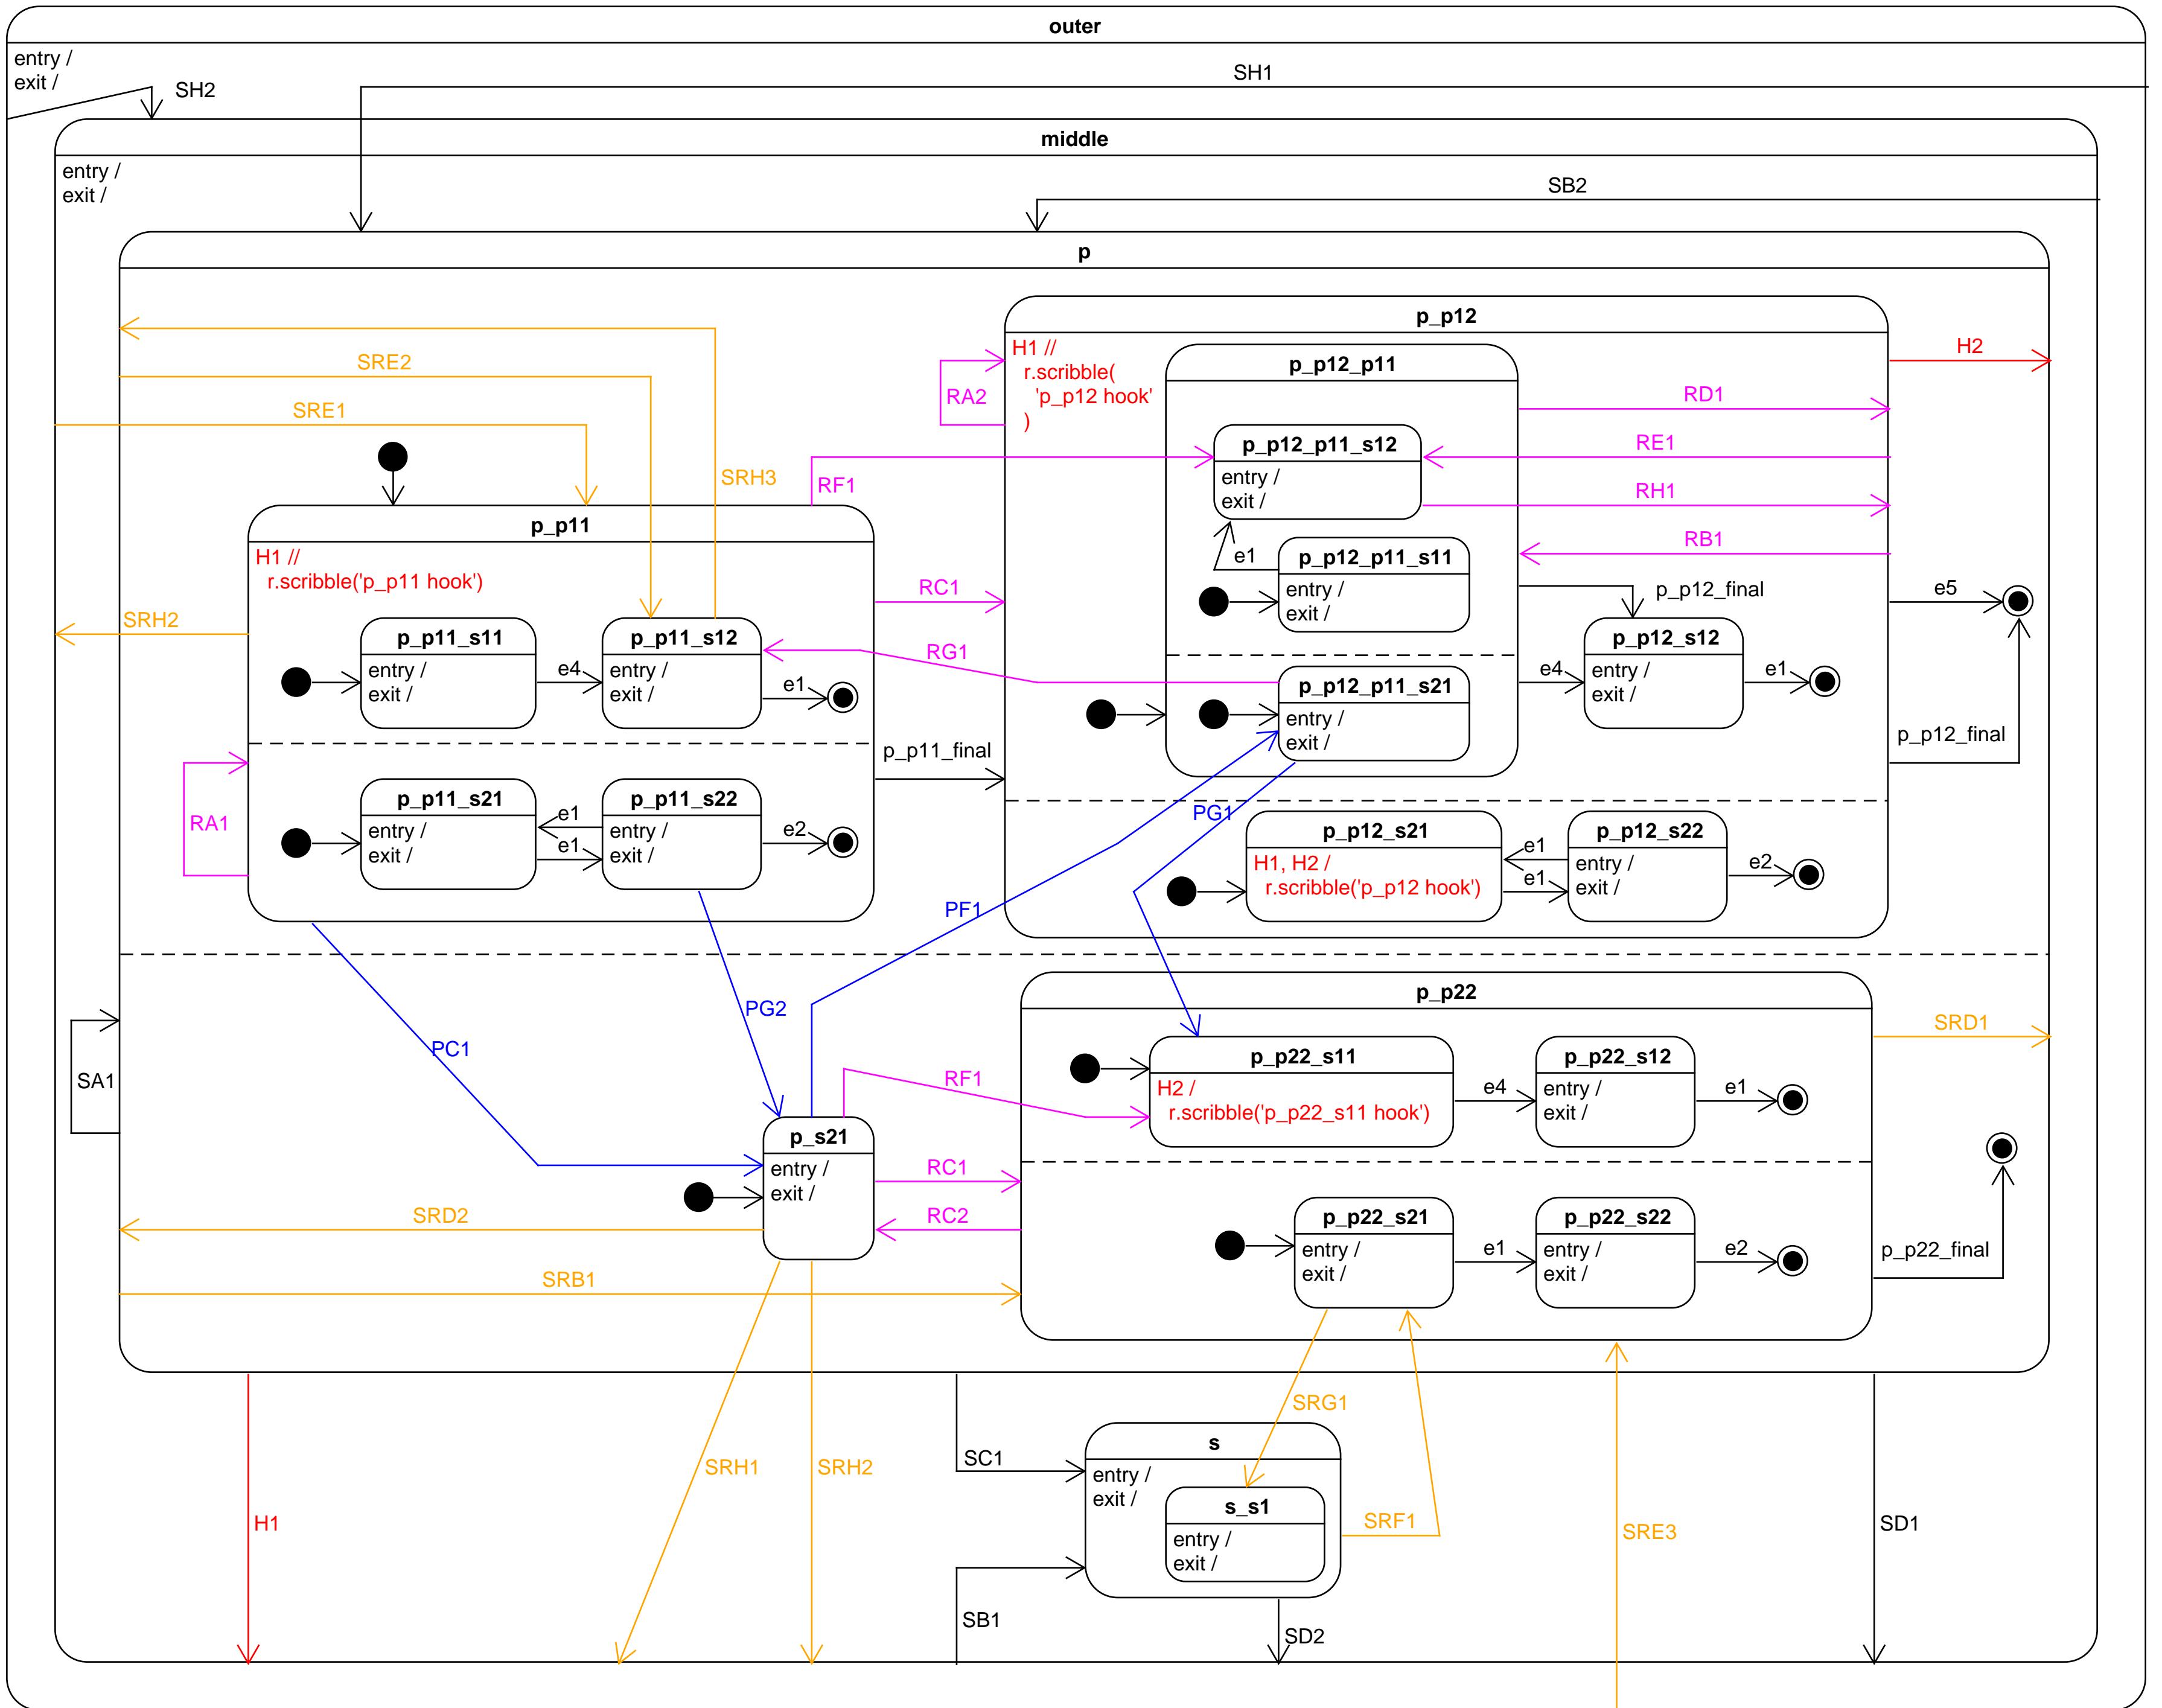 outer
entry /
exit /
SH2
SH1
middle
entry /
exit /
SB2
p
p_p12
H1 //
r.scribble(
'p_p12 hook'
)
H2
p_p12_p11
SRE2
RA2
RD1
SRE1
p_p12_p11_s12
entry /
exit /
RE1
SRH3
RF1
RH1
p_p11
H1 //
r.scribble('p_p11 hook')
RB1
e1
p_p12_p11_s11
entry /
exit /
RC1
p_p12_final
e5
SRH2
p_p11_s11
entry /
exit /
e4
p_p11_s12
entry /
exit /
e1
RG1
p_p12_s12
entry /
exit /
e4
e1
p_p12_p11_s21
entry /
exit /
p_p12_final
p_p11_final
p_p11_s21
entry /
exit /
e1
e1
p_p11_s22
entry /
exit /
e2
RA1
PG1
p_p12_s21
H1, H2 /
r.scribble('p_p12 hook')
e1
e1
p_p12_s22
entry /
exit /
e2
PF1
p_p22
PG2
PC1
SRD1
SA1
RF1
p_p22_s11
H2 /
r.scribble('p_p22_s11 hook')
e4
p_p22_s12
entry /
exit /
e1
p_s21
entry /
exit /
RC1
RC2
SRD2
p_p22_s21
entry /
exit /
e1
p_p22_s22
entry /
exit /
e2
p_p22_final
SRB1
SRG1
s
entry /
exit /
SC1
SRH1
SRH2
s_s1
entry /
exit /
H1
SRF1
SRE3
SD1
SB1
SD2